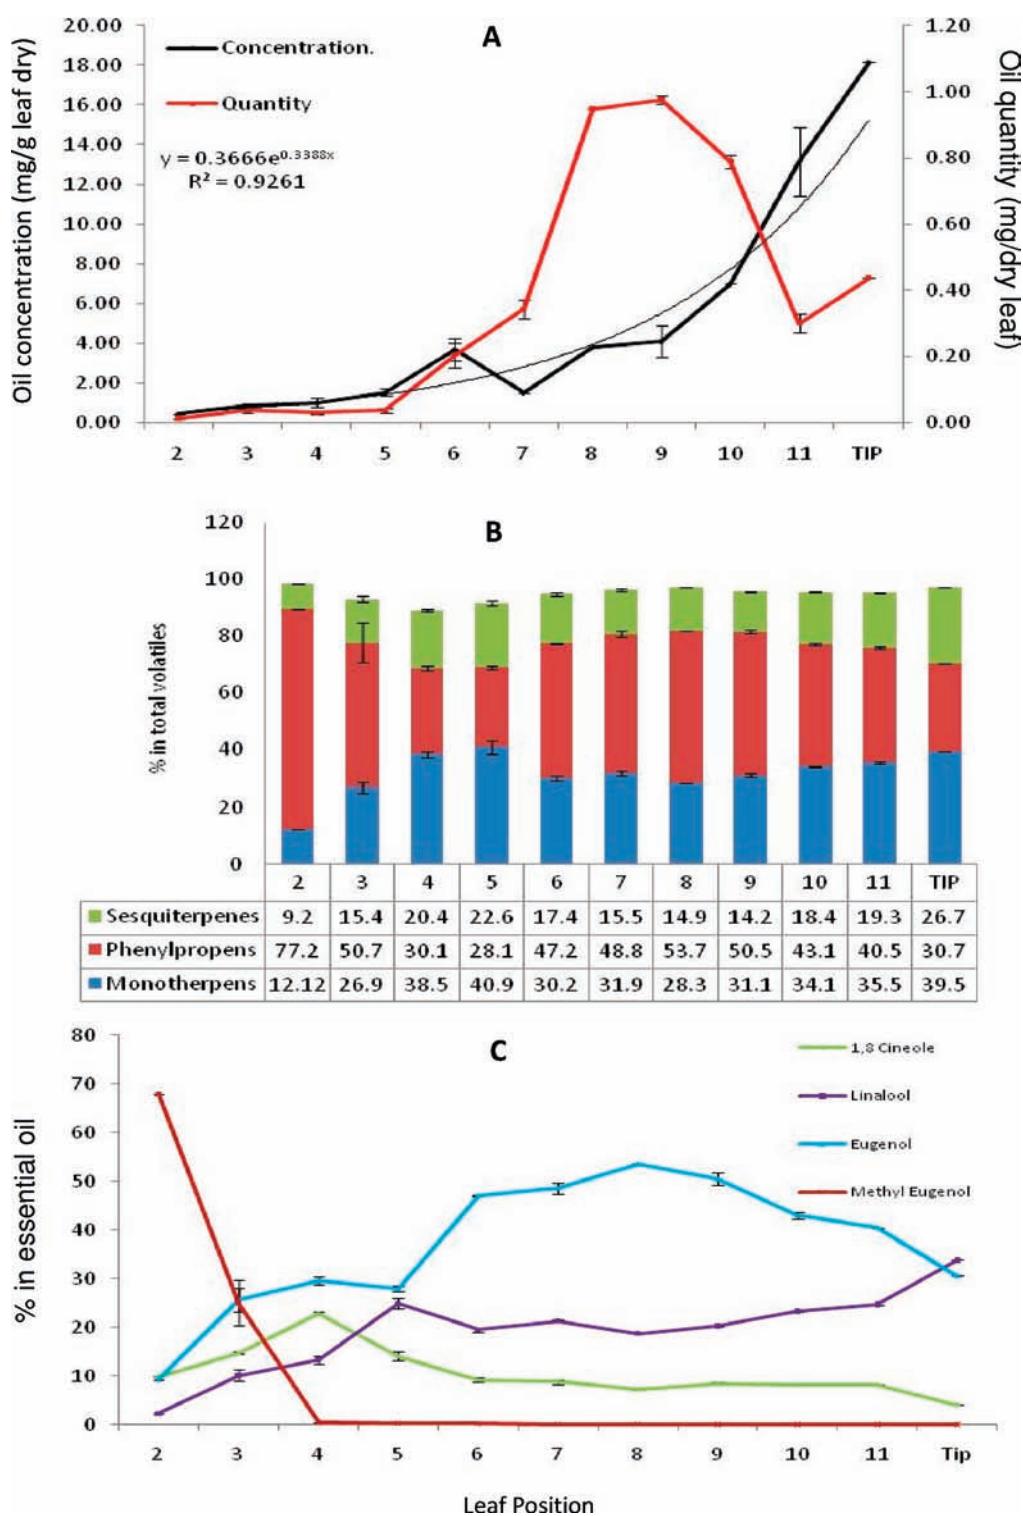 A
Concentration.
Quantity
y = 0.3666e^0.3388x
R² = 0.9261
Oil concentration (mg/g leaf dry)
20.00
18.00
16.00
14.00
12.00
10.00
8.00
6.00
4.00
2.00
0.00
1.20
1.00
0.80
0.60
0.40
0.20
0.00
Oil quantity (mg/dry leaf)
2 3 4 5 6 7 8 9 10 11 TIP
B
% in total volatiles
120
100
80
60
40
20
0
2 3 4 5 6 7 8 9 10 11 TIP
Sesquiterpenes 9.2 15.4 20.4 22.6 17.4 15.5 14.9 14.2 18.4 19.3 26.7
Phenylpropens 77.2 50.7 30.1 28.1 47.2 48.8 53.7 50.5 43.1 40.5 30.7
Monotherpens 12.12 26.9 38.5 40.9 30.2 31.9 28.3 31.1 34.1 35.5 39.5
C
1,8 Cineole
Linalool
Eugenol
Methyl Eugenol
% in essential oil
80
70
60
50
40
30
20
10
0
2 3 4 5 6 7 8 9 10 11 Tip
Leaf Position